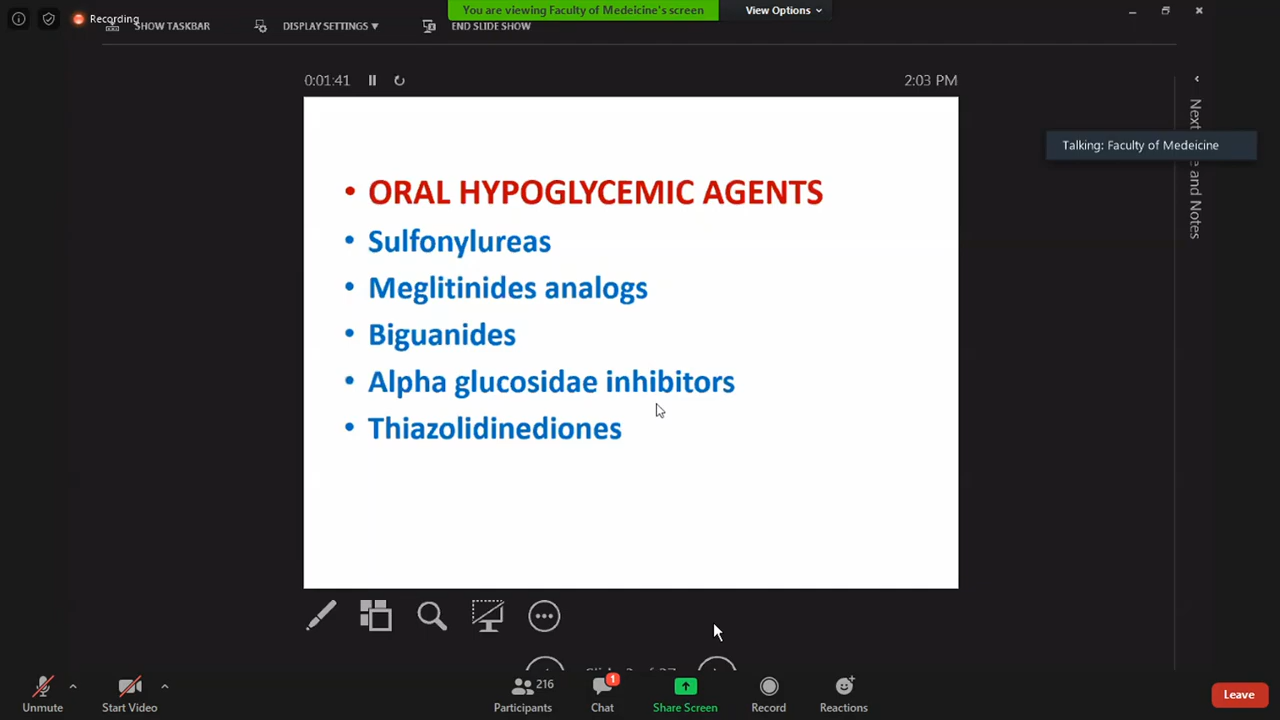 You are viewing Faculty of Medeicine's screen
View Options
Recording
SHOW TASKBAR
DISPLAY SETTINGS
END SLIDE SHOW
0:01:41
2:03 PM
Next
e and Notes
Talking: Faculty of Medeicine
• ORAL HYPOGLYCEMIC AGENTS
• Sulfonylureas
• Meglitinides analogs
• Biguanides
• Alpha glucosidae inhibitors
• Thiazolidinediones
Unmute
Start Video
216
Participants
1
Chat
Share Screen
Record
Reactions
Leave